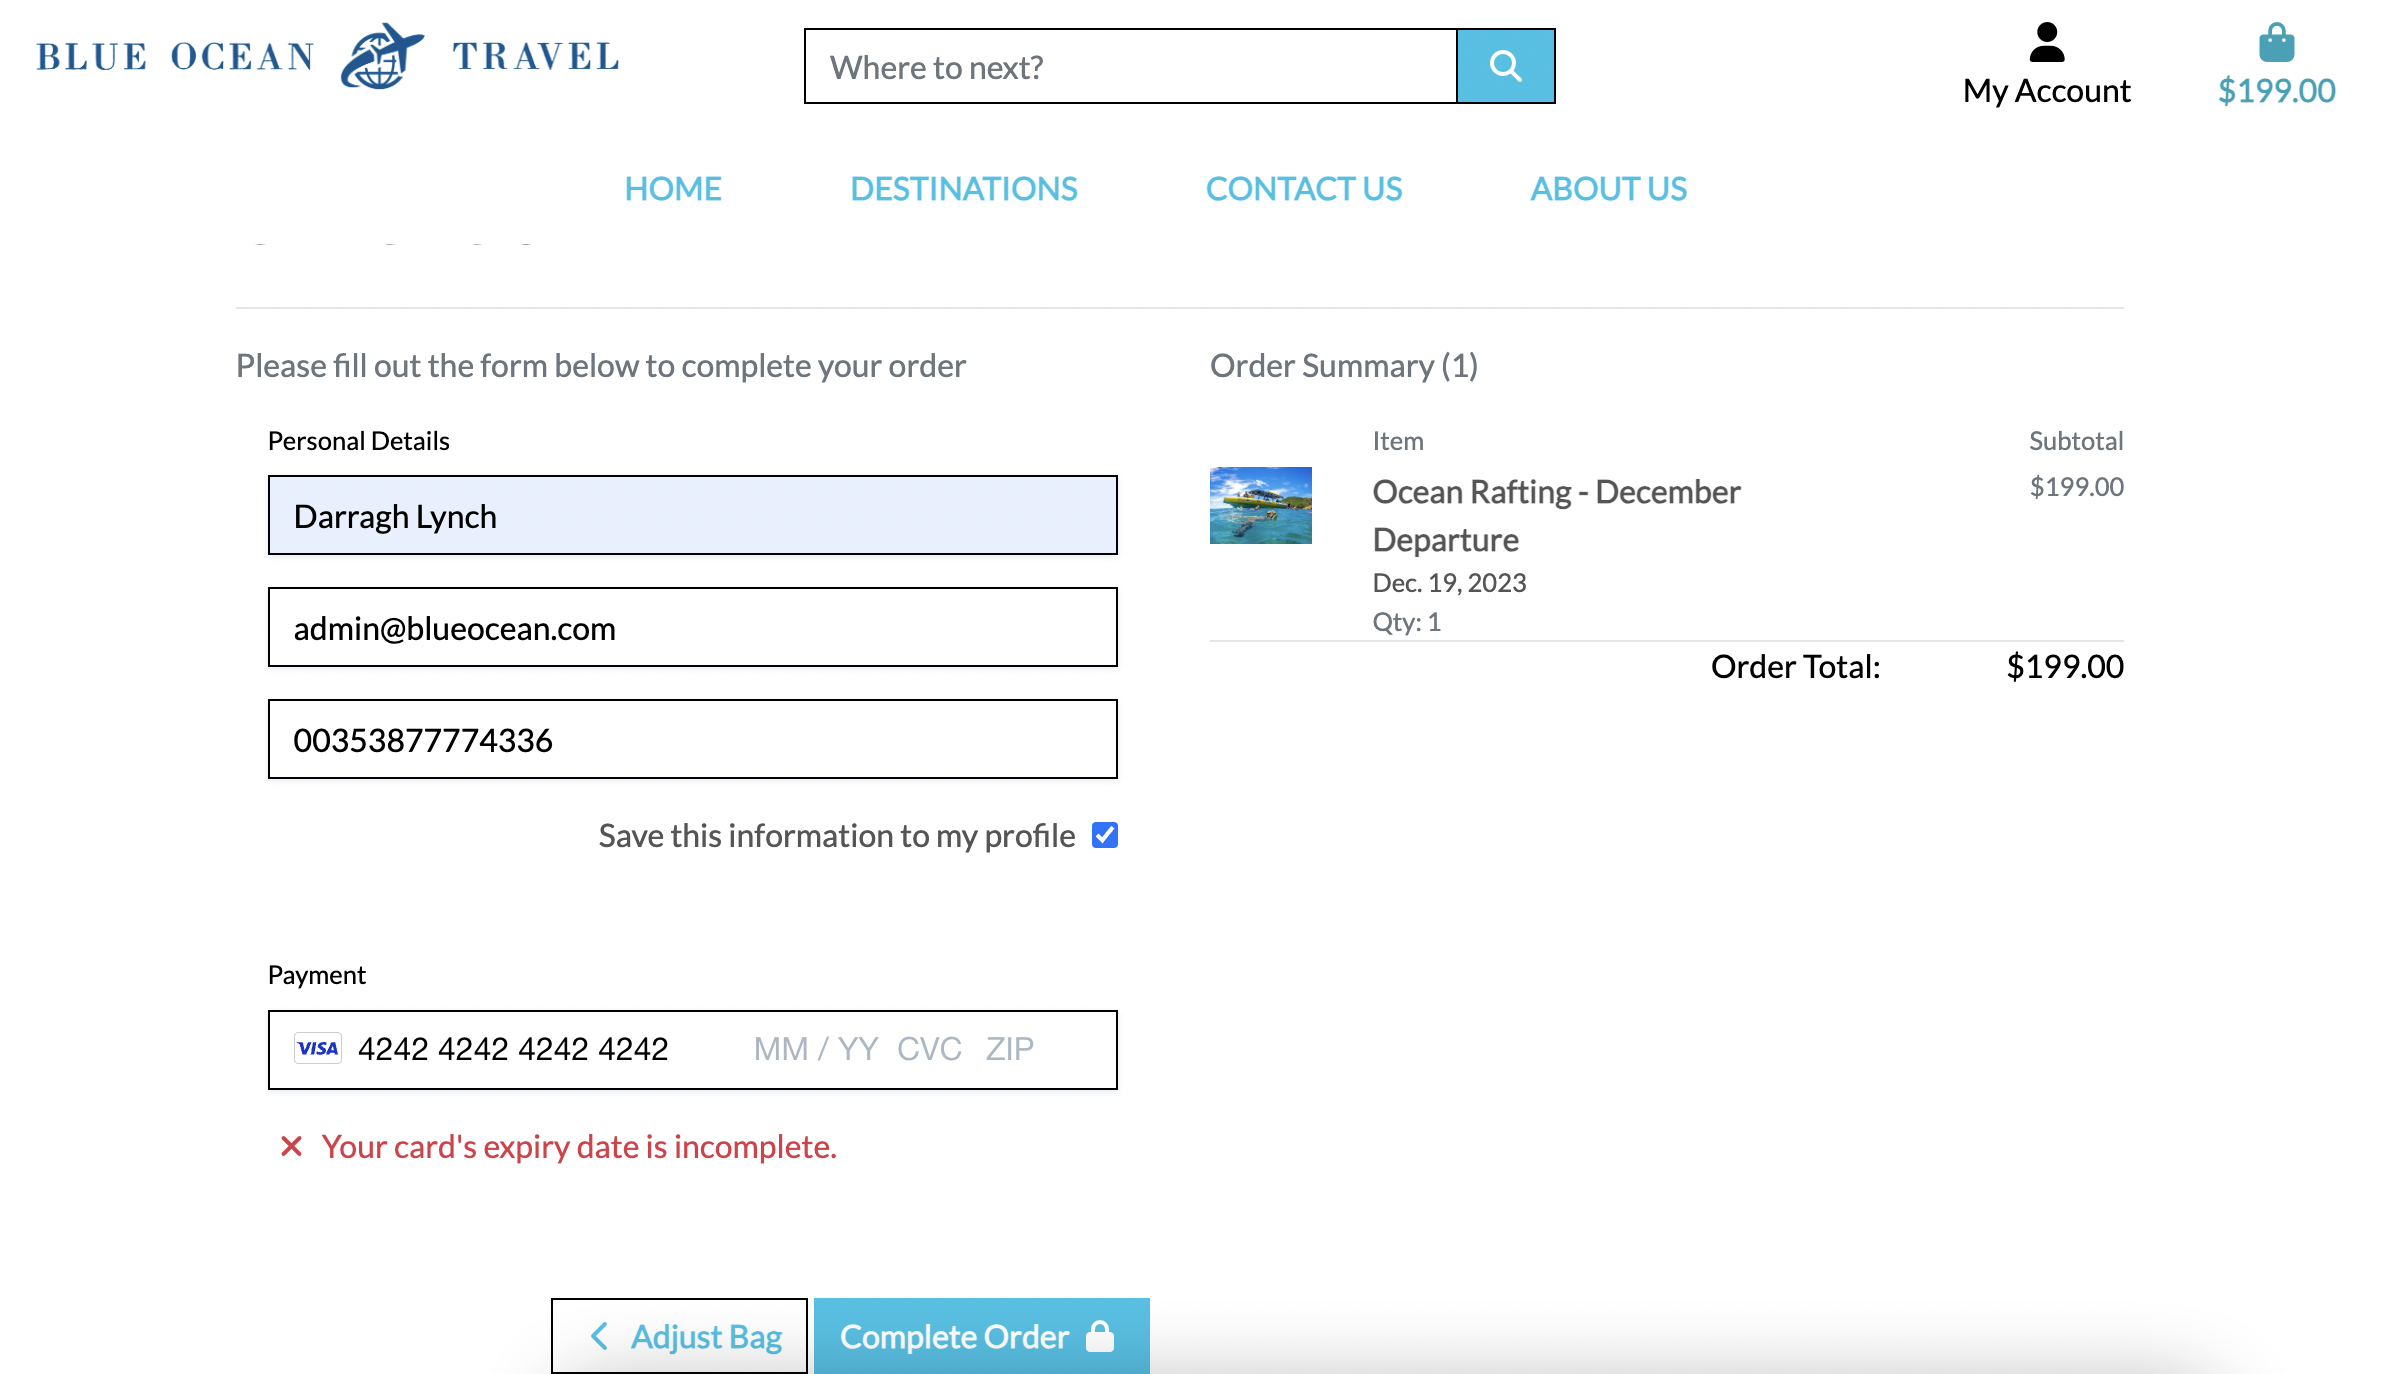 BLUE OCEAN TRAVEL
Where to next?
My Account
$199.00
HOME DESTINATIONS CONTACT US ABOUT US
Please fill out the form below to complete your order
Personal Details
Darragh Lynch
admin@blueocean.com
00353877774336
Save this information to my profile
Payment
VISA 4242 4242 4242 4242 MM / YY CVC ZIP
Your card's expiry date is incomplete.
Adjust Bag
Complete Order
Order Summary (1)
Item Subtotal
Ocean Rafting - December $199.00
Departure
Dec. 19, 2023
Qty: 1
Order Total: $199.00